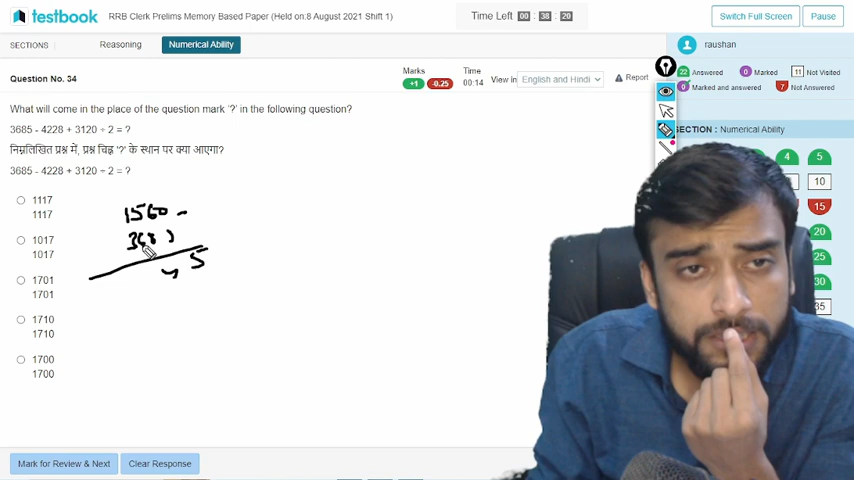 testbook RRB Clerk Prelims Memory Based Paper (Held on:8 August 2021 Shift 1) Time Left 00 : 38 : 20 Switch Full Screen Pause
SECTIONS Reasoning Numerical Ability raushan
Question No. 34 Marks Time
+1 -0.25 00:14 View in English and Hindi Report
22 Answered 0 Marked 11 Not Visited
0 Marked and answered 7 Not Answered
What will come in the place of the question mark '?' in the following question?
3685 - 4228 + 3120 ÷ 2 = ?
निम्नलिखित प्रश्न में, प्रश्न चिह्न '?' के स्थान पर क्या आएगा?
3685 - 4228 + 3120 ÷ 2 = ?
SECTION : Numerical Ability
4 5
10
15
20
25
30
35
1117
1117
1017
1017
1701
1701
1710
1710
1700
1700
1560 -
368
5
Mark for Review & Next Clear Response